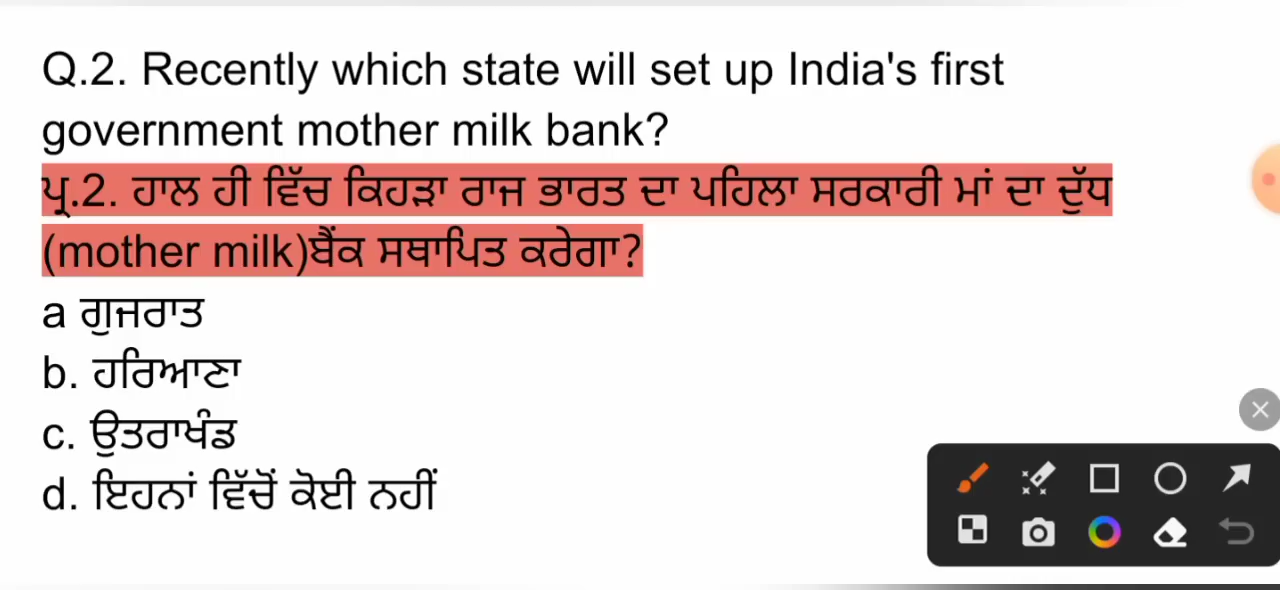 Q.2. Recently which state will set up India's first
government mother milk bank?
ਪ੍ਰ.2. ਹਾਲ ਹੀ ਵਿੱਚ ਕਿਹੜਾ ਰਾਜ ਭਾਰਤ ਦਾ ਪਹਿਲਾ ਸਰਕਾਰੀ ਮਾਂ ਦਾ ਦੁੱਧ
(mother milk)ਬੈਂਕ ਸਥਾਪਿਤ ਕਰੇਗਾ?
a ਗੁਜਰਾਤ
b. ਹਰਿਆਣਾ
c. ਉਤਰਾਖੰਡ
d. ਇਹਨਾਂ ਵਿੱਚੋਂ ਕੋਈ ਨਹੀਂ